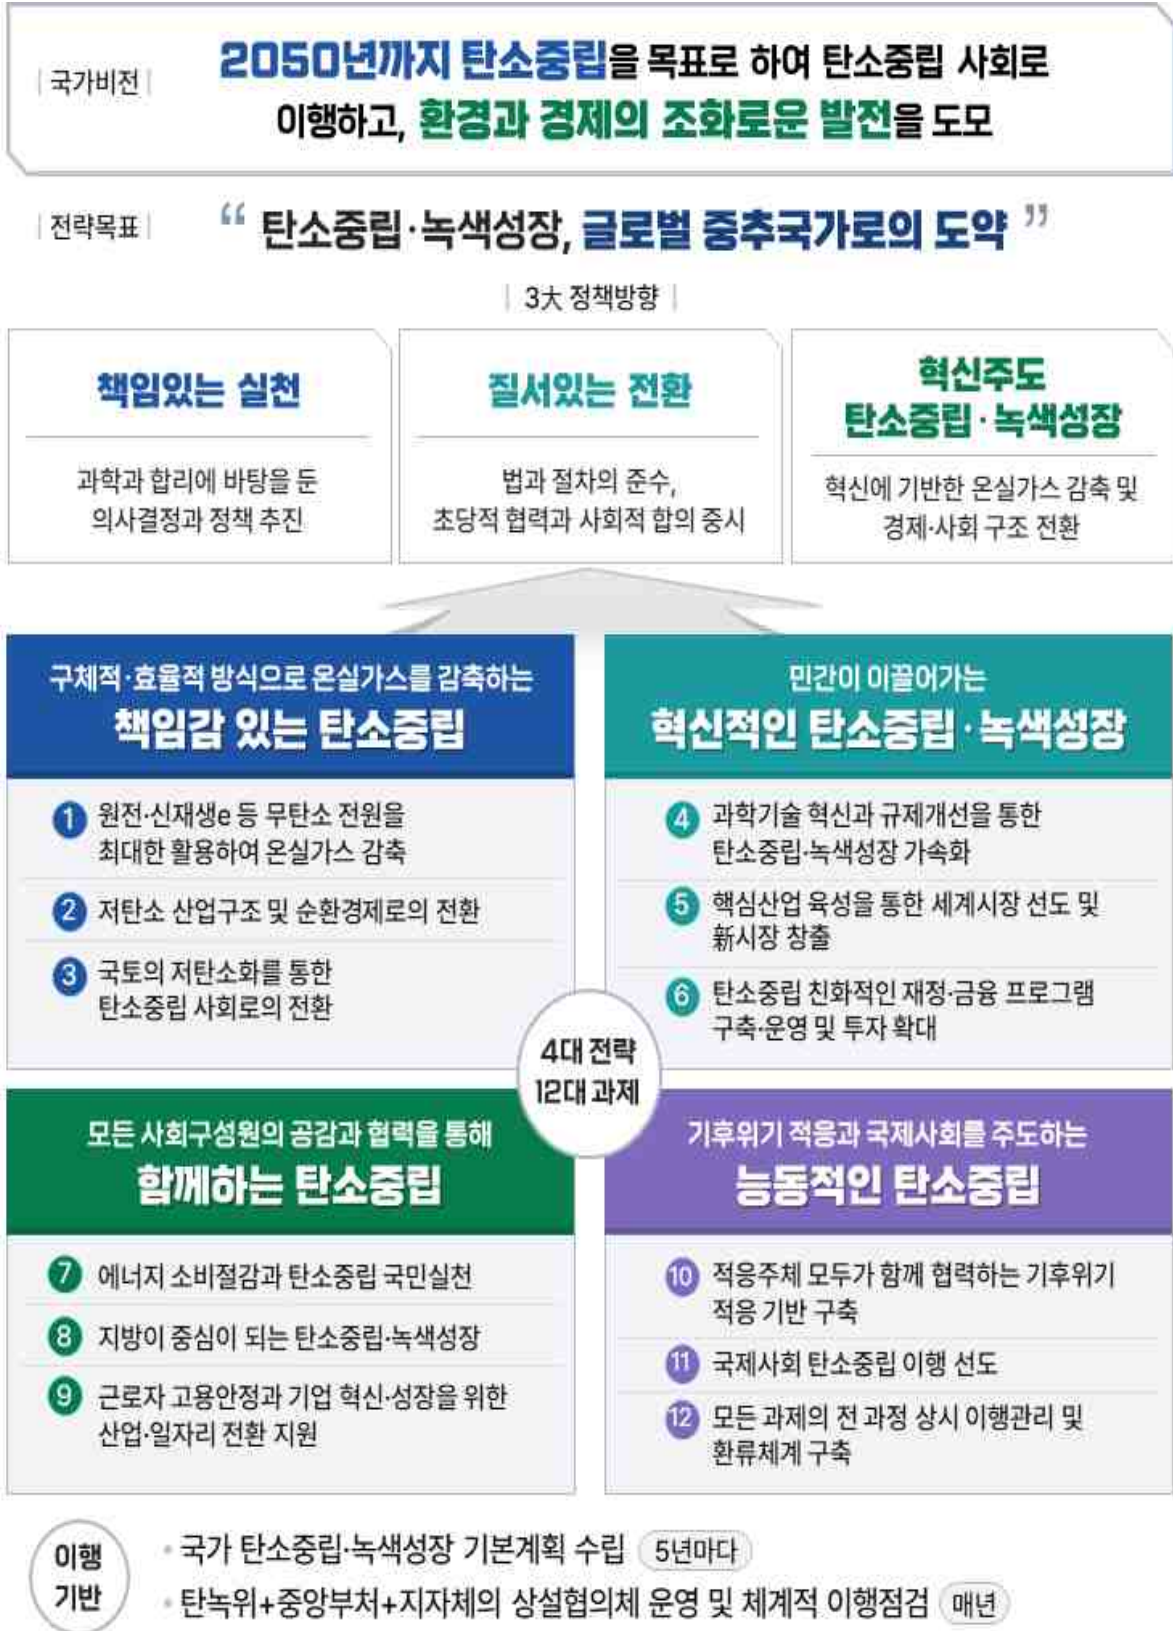 국가비전
2050년까지 탄소중립을 목표로 하여 탄소중립 사회로
이행하고, 환경과 경제의 조화로운 발전을 도모
전략목표
“ 탄소중립·녹색성장, 글로벌 중추국가로의 도약 ”
3大 정책방향
책임있는 실천
과학과 합리에 바탕을 둔
의사결정과 정책 추진
질서있는 전환
법과 절차의 준수,
초당적 협력과 사회적 합의 중시
혁신주도
탄소중립·녹색성장
혁신에 기반한 온실가스 감축 및
경제·사회 구조 전환
구체적·효율적 방식으로 온실가스를 감축하는
책임감 있는 탄소중립
1 원전·신재생e 등 무탄소 전원을
최대한 활용하여 온실가스 감축
2 저탄소 산업구조 및 순환경제로의 전환
3 국토의 저탄소화를 통한
탄소중립 사회로의 전환
민간이 이끌어가는
혁신적인 탄소중립·녹색성장
4 과학기술 혁신과 규제개선을 통한
탄소중립·녹색성장 가속화
5 핵심산업 육성을 통한 세계시장 선도 및
新시장 창출
6 탄소중립 친화적인 재정·금융 프로그램
구축·운영 및 투자 확대
4대 전략
12대 과제
모든 사회구성원의 공감과 협력을 통해
함께하는 탄소중립
7 에너지 소비절감과 탄소중립 국민실천
8 지방이 중심이 되는 탄소중립·녹색성장
9 근로자 고용안정과 기업 혁신·성장을 위한
산업·일자리 전환 지원
기후위기 적응과 국제사회를 주도하는
능동적인 탄소중립
10 적응주체 모두가 함께 협력하는 기후위기
적응 기반 구축
11 국제사회 탄소중립 이행 선도
12 모든 과제의 전 과정 상시 이행관리 및
환류체계 구축
이행
기반
• 국가 탄소중립·녹색성장 기본계획 수립 5년마다
• 탄녹위+중앙부처+지자체의 상설협의체 운영 및 체계적 이행점검 매년